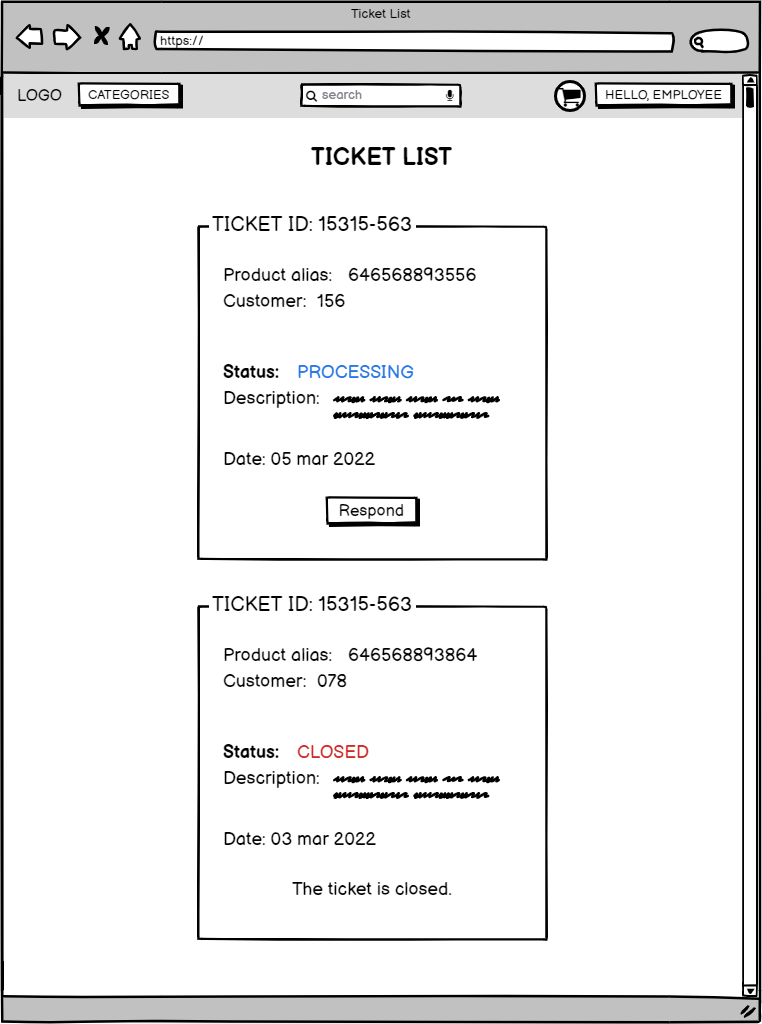 Ticket List
https://
LOGO CATEGORIES search HELLO, EMPLOYEE
TICKET LIST
TICKET ID: 15315-563
Product alias: 646568893556
Customer: 156
Status: PROCESSING
Description:
Date: 05 mar 2022
Respond
TICKET ID: 15315-563
Product alias: 646568893864
Customer: 078
Status: CLOSED
Description:
Date: 03 mar 2022
The ticket is closed.